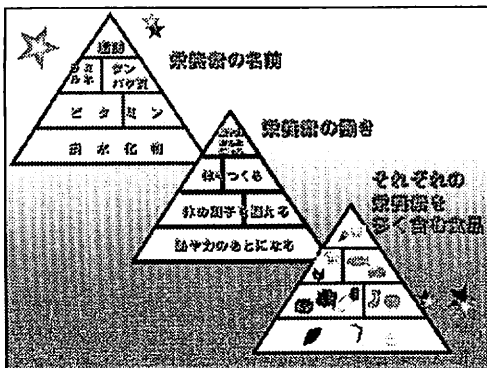 栄養素の名前
タン
パク質
ビタミン
炭水化物
栄養素の働き
体をつくる
体の調子を整える
熱や力のもとになる
それぞれの
栄養素を
多く含む食品